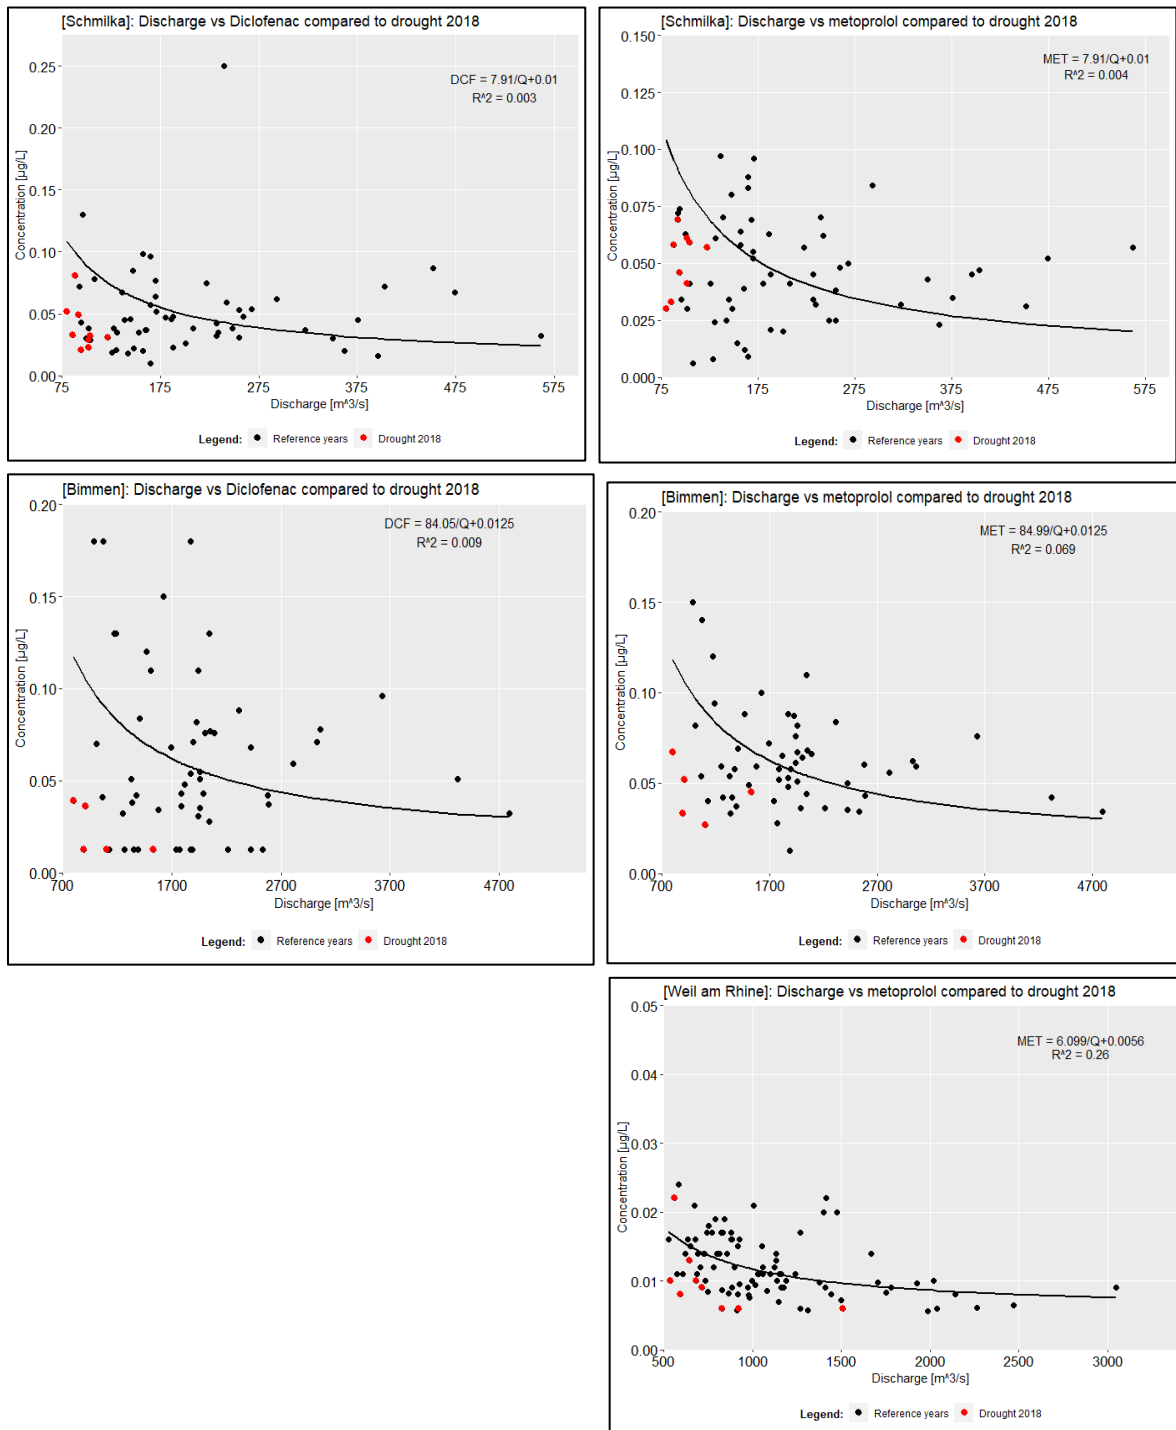 [Schmilka]: Discharge vs Diclofenac compared to drought 2018
DCF = 7.91/Q+0.01
R^2 = 0.003
Concentration [µg/L]
0.25
0.20
0.15
0.10
0.05
0.00
75 175 275 375 475 575
Discharge [m^3/s]
Legend: Reference years Drought 2018
[Schmilka]: Discharge vs metoprolol compared to drought 2018
MET = 7.91/Q+0.01
R^2 = 0.004
Concentration [µg/L]
0.150
0.125
0.100
0.075
0.050
0.025
0.000
75 175 275 375 475 575
Discharge [m^3/s]
Legend: Reference years Drought 2018
[Bimmen]: Discharge vs Diclofenac compared to drought 2018
DCF = 84.05/Q+0.0125
R^2 = 0.009
Concentration [µg/L]
0.20
0.15
0.10
0.05
0.00
700 1700 2700 3700 4700
Discharge [m^3/s]
Legend: Reference years Drought 2018
[Bimmen]: Discharge vs metoprolol compared to drought 2018
MET = 84.99/Q+0.0125
R^2 = 0.069
Concentration [µg/L]
0.20
0.15
0.10
0.05
0.00
700 1700 2700 3700 4700
Discharge [m^3/s]
Legend: Reference years Drought 2018
[Weil am Rhine]: Discharge vs metoprolol compared to drought 2018
MET = 6.099/Q+0.0056
R^2 = 0.26
Concentration [µg/L]
0.05
0.04
0.03
0.02
0.01
0.00
500 1000 1500 2000 2500 3000
Discharge [m^3/s]
Legend: Reference years Drought 2018